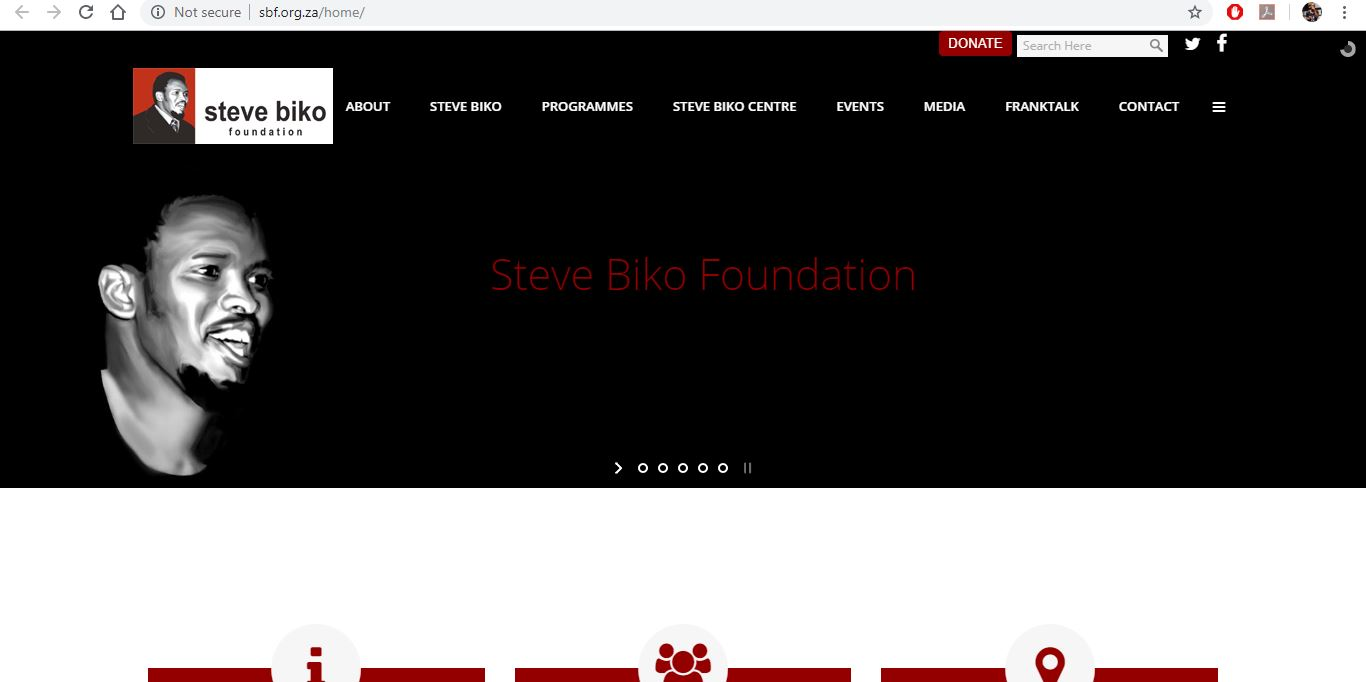 Not secure sbf.org.za/home/
DONATE Search Here
steve biko
foundation
ABOUT STEVE BIKO PROGRAMMES STEVE BIKO CENTRE EVENTS MEDIA FRANKTALK CONTACT
Steve Biko Foundation